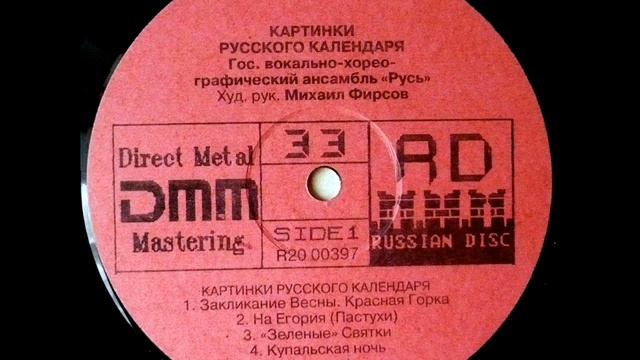 КАРТИНКИ
РУССКОГО КАЛЕНДАРЯ
Гос. вокально-хорео-
графический ансамбль «Русь»
Худ. рук. Михаил Фирсов
Direct Metal
DMM
Mastering
33
SIDE 1
R20 00397
RD
RUSSIAN DISC
КАРТИНКИ РУССКОГО КАЛЕНДАРЯ
1. Закликание Весны. Красная Горка
2. На Егория (Пастухи)
3. «Зеленые» Святки
4. Купальская ночь